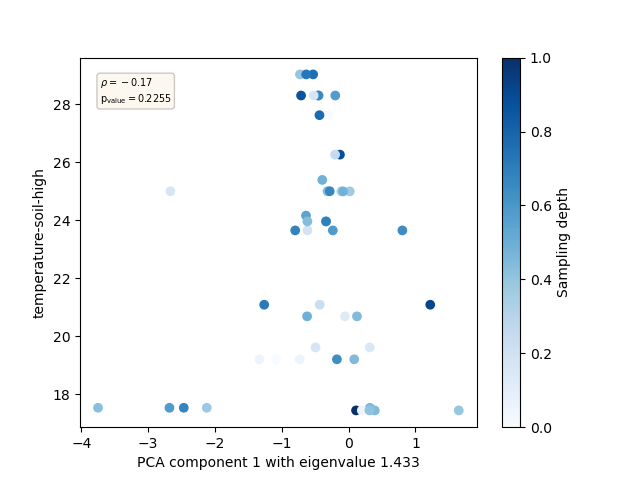 ρ = −0.17
p_value = 0.2255
28
26
24
22
20
18
temperature-soil-high
−4 −3 −2 −1 0 1
PCA component 1 with eigenvalue 1.433
1.0
0.8
0.6
0.4
0.2
0.0
Sampling depth